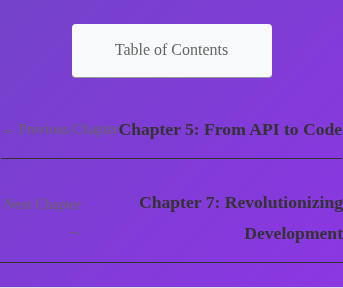 Table of Contents
← Previous Chapter Chapter 5: From API to Code
Next Chapter Chapter 7: Revolutionizing
→ Development